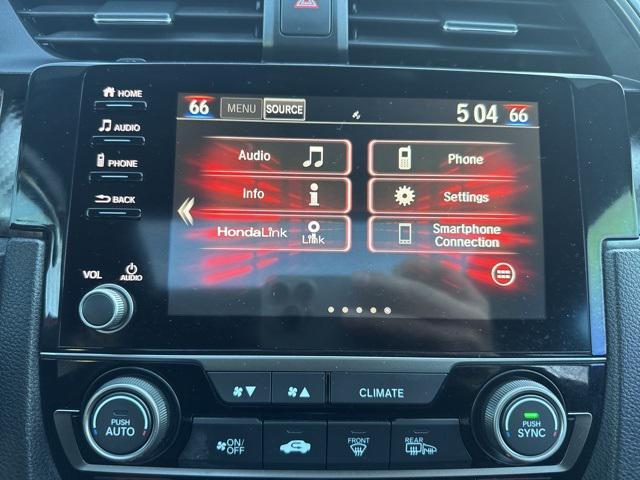 HOME
AUDIO
PHONE
BACK
VOL AUDIO
66 MENU SOURCE 5:04 66
Audio
Phone
Info
Settings
HondaLink Link
Smartphone
Connection
PUSH
AUTO
CLIMATE
ON/
OFF
FRONT
REAR
PUSH
SYNC